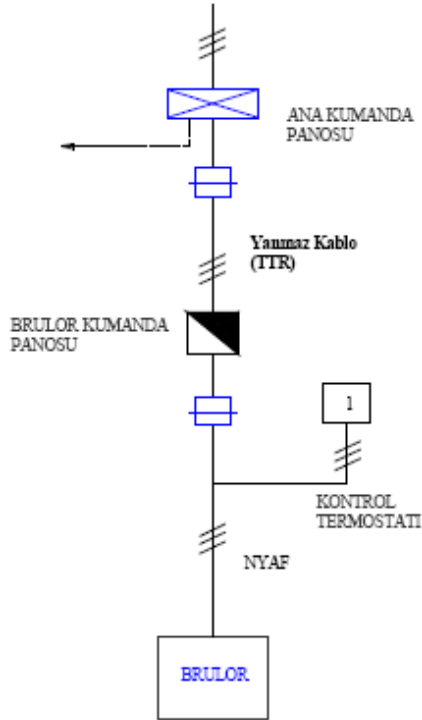 ANA KUMANDA
PANOSU
Yanmaz Kablo
(TTR)
BRULOR KUMANDA
PANOSU
1
KONTROL
TERMOSTATI
NYAF
BRULOR